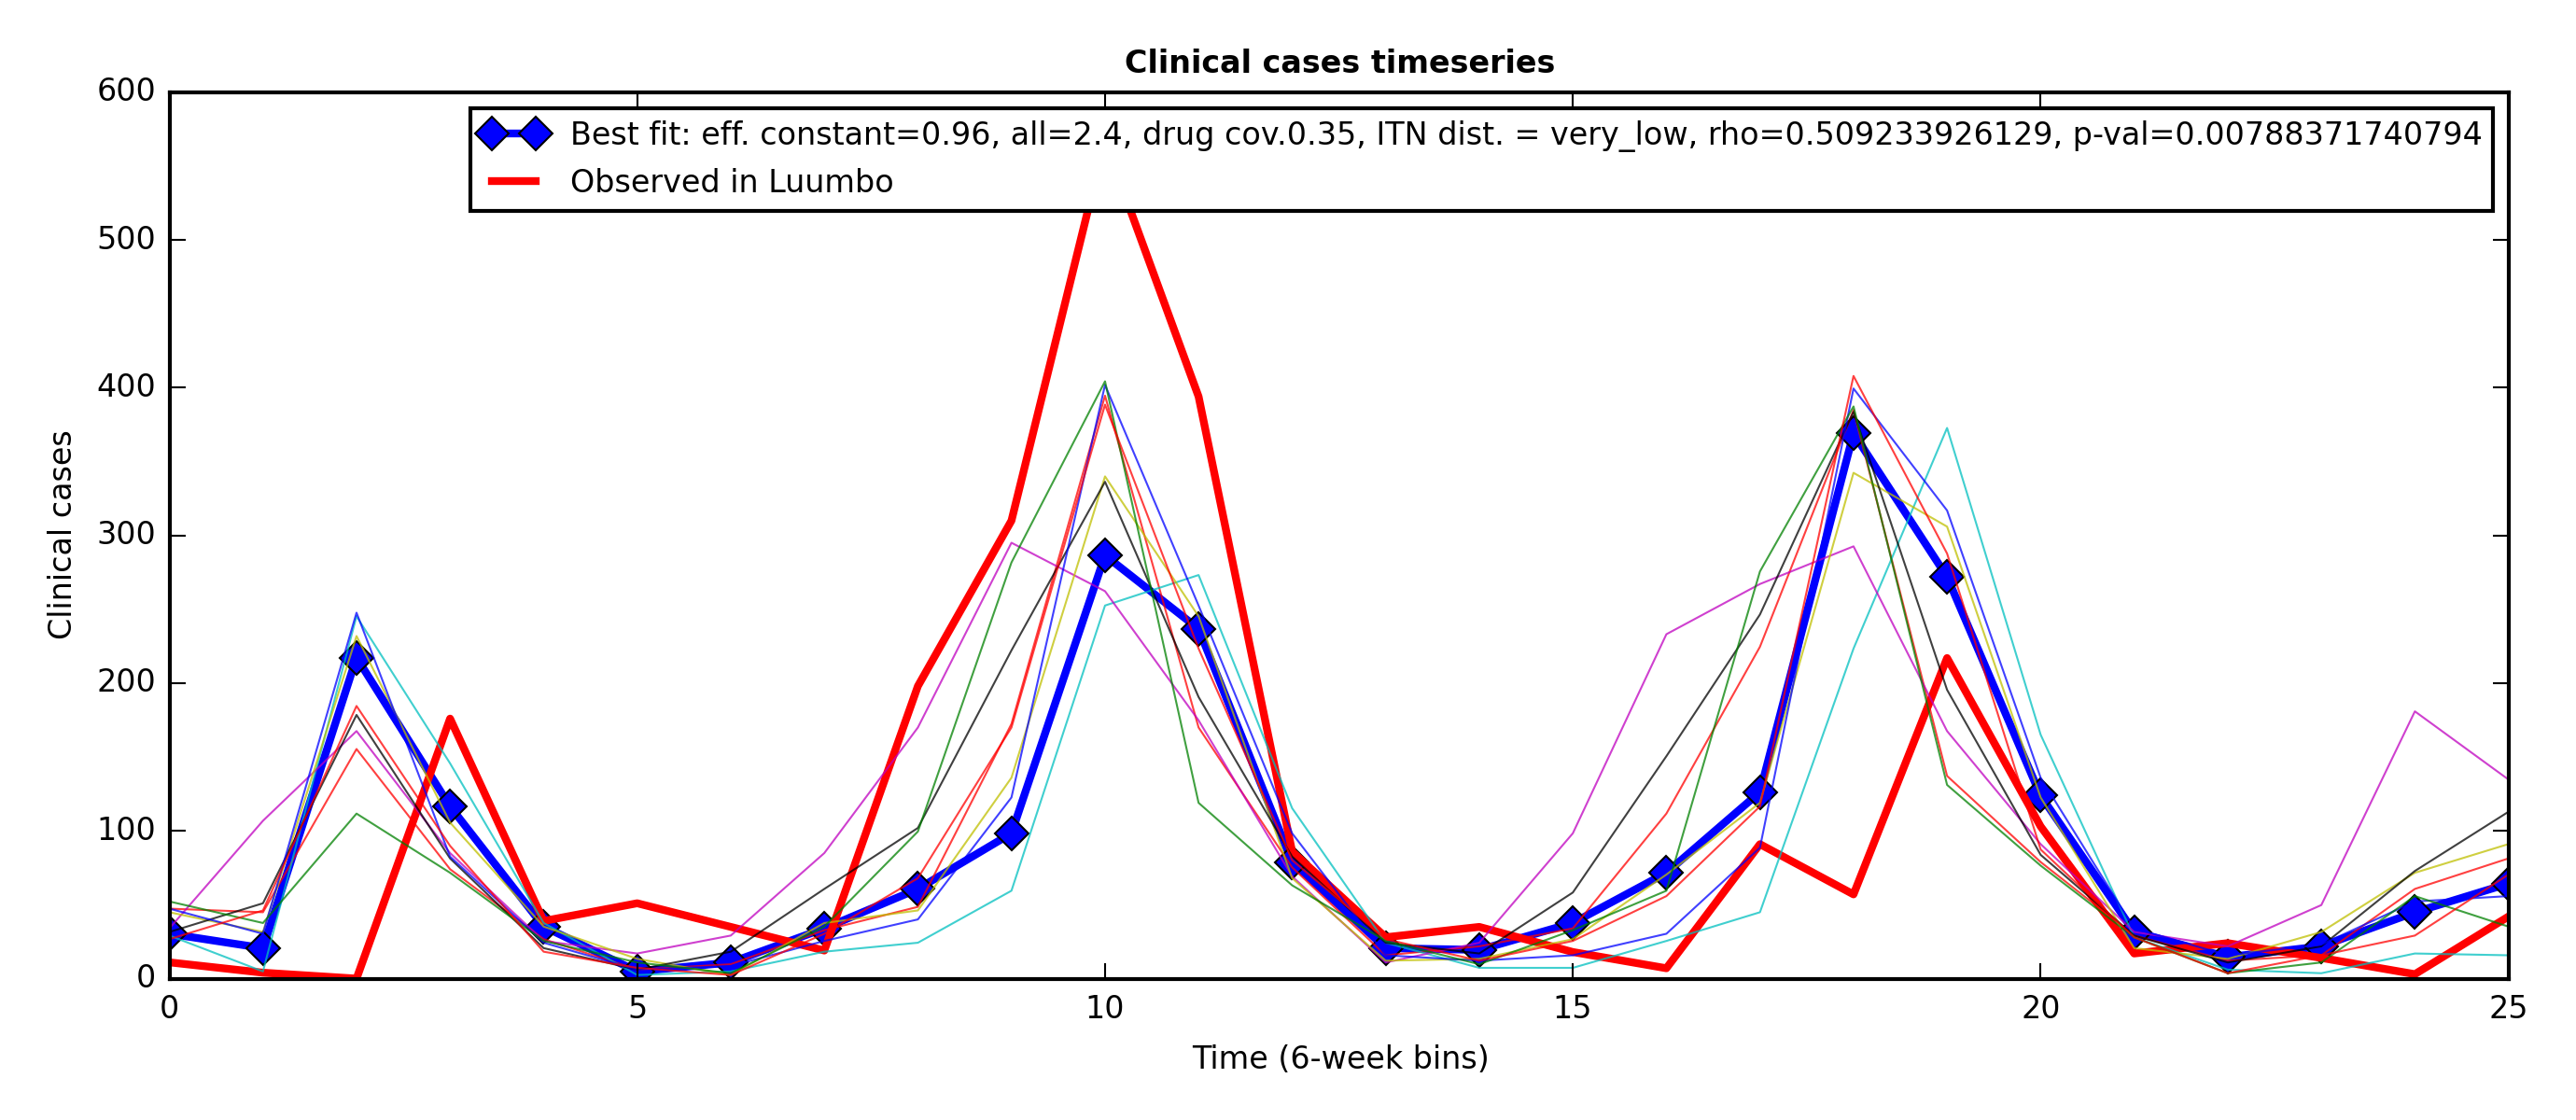 Clinical cases timeseries
600
500
400
300
200
100
0
Clinical cases
Best fit: eff. constant=0.96, all=2.4, drug cov.0.35, ITN dist. = very_low, rho=0.509233926129, p-val=0.00788371740794
Observed in Luumbo
0 5 10 15 20 25
Time (6-week bins)